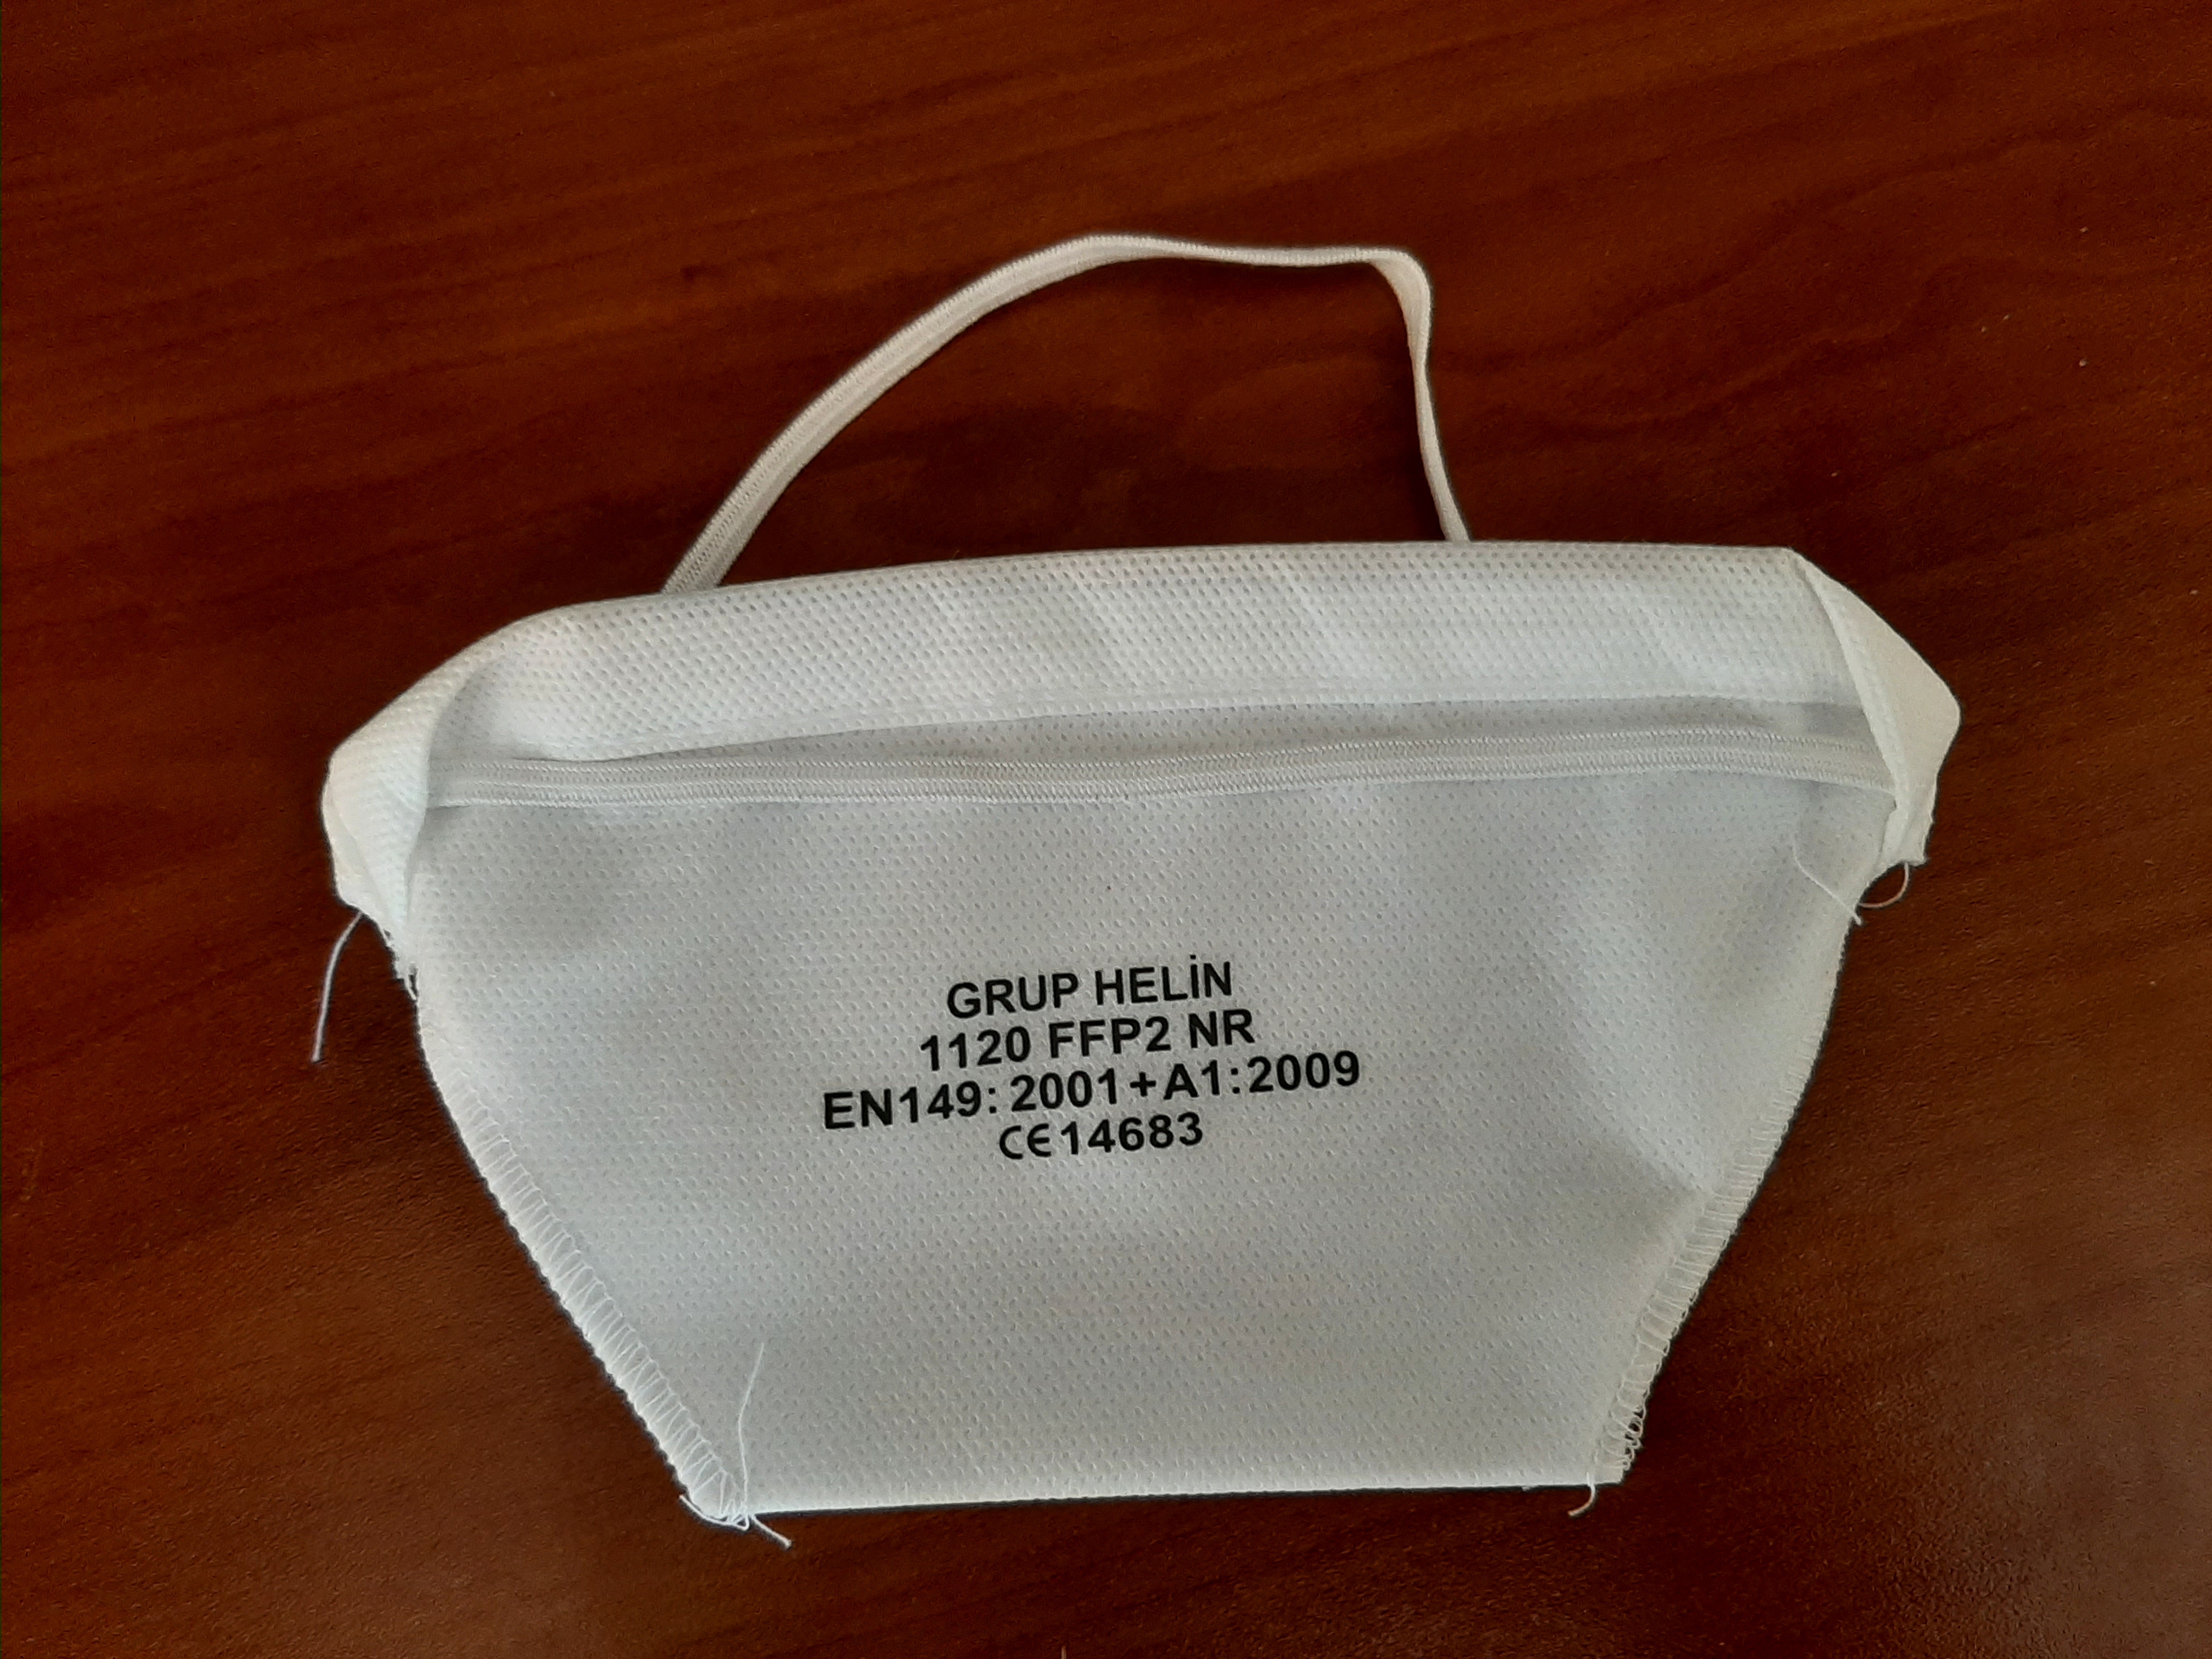 GRUP HELİN
1120 FFP2 NR
EN149: 2001+A1:2009
CE14683